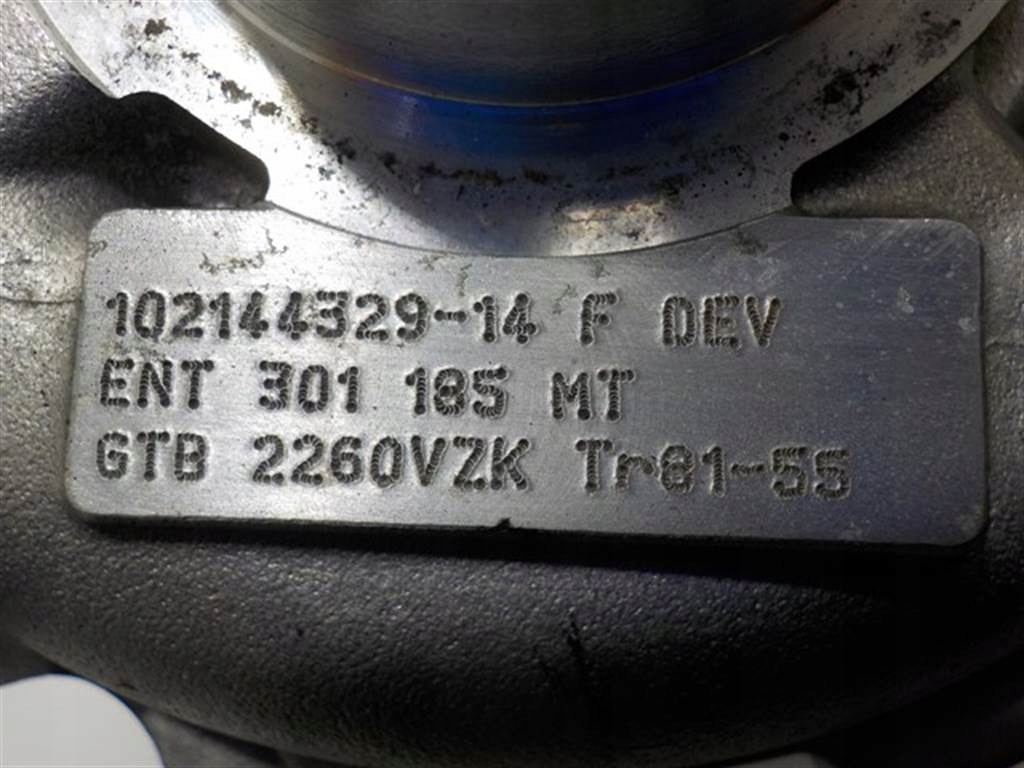 102144329-14 F DEV
ENT 301 185 MT
GTB 2260VZK Tr81-55